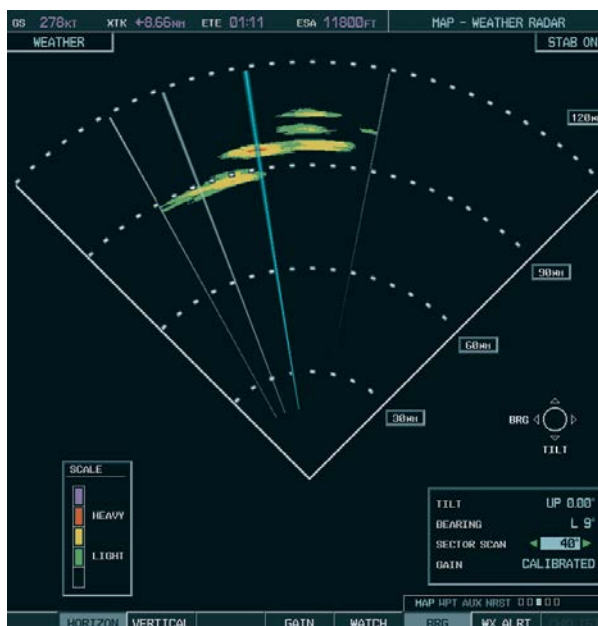 GS 278KT XTK +8.66NM ETE 01:11 ESA 11800FT MAP - WEATHER RADAR
WEATHER STAB ON
120NM
90NM
60NM
30NM
BRG
TILT
SCALE
HEAVY
LIGHT
TILT UP 0.00°
BEARING L 9°
SECTOR SCAN 40°
GAIN CALIBRATED
MAP WPT AUX NRST
HORIZON VERTICAL GAIN WATCH BRG WX ALRT